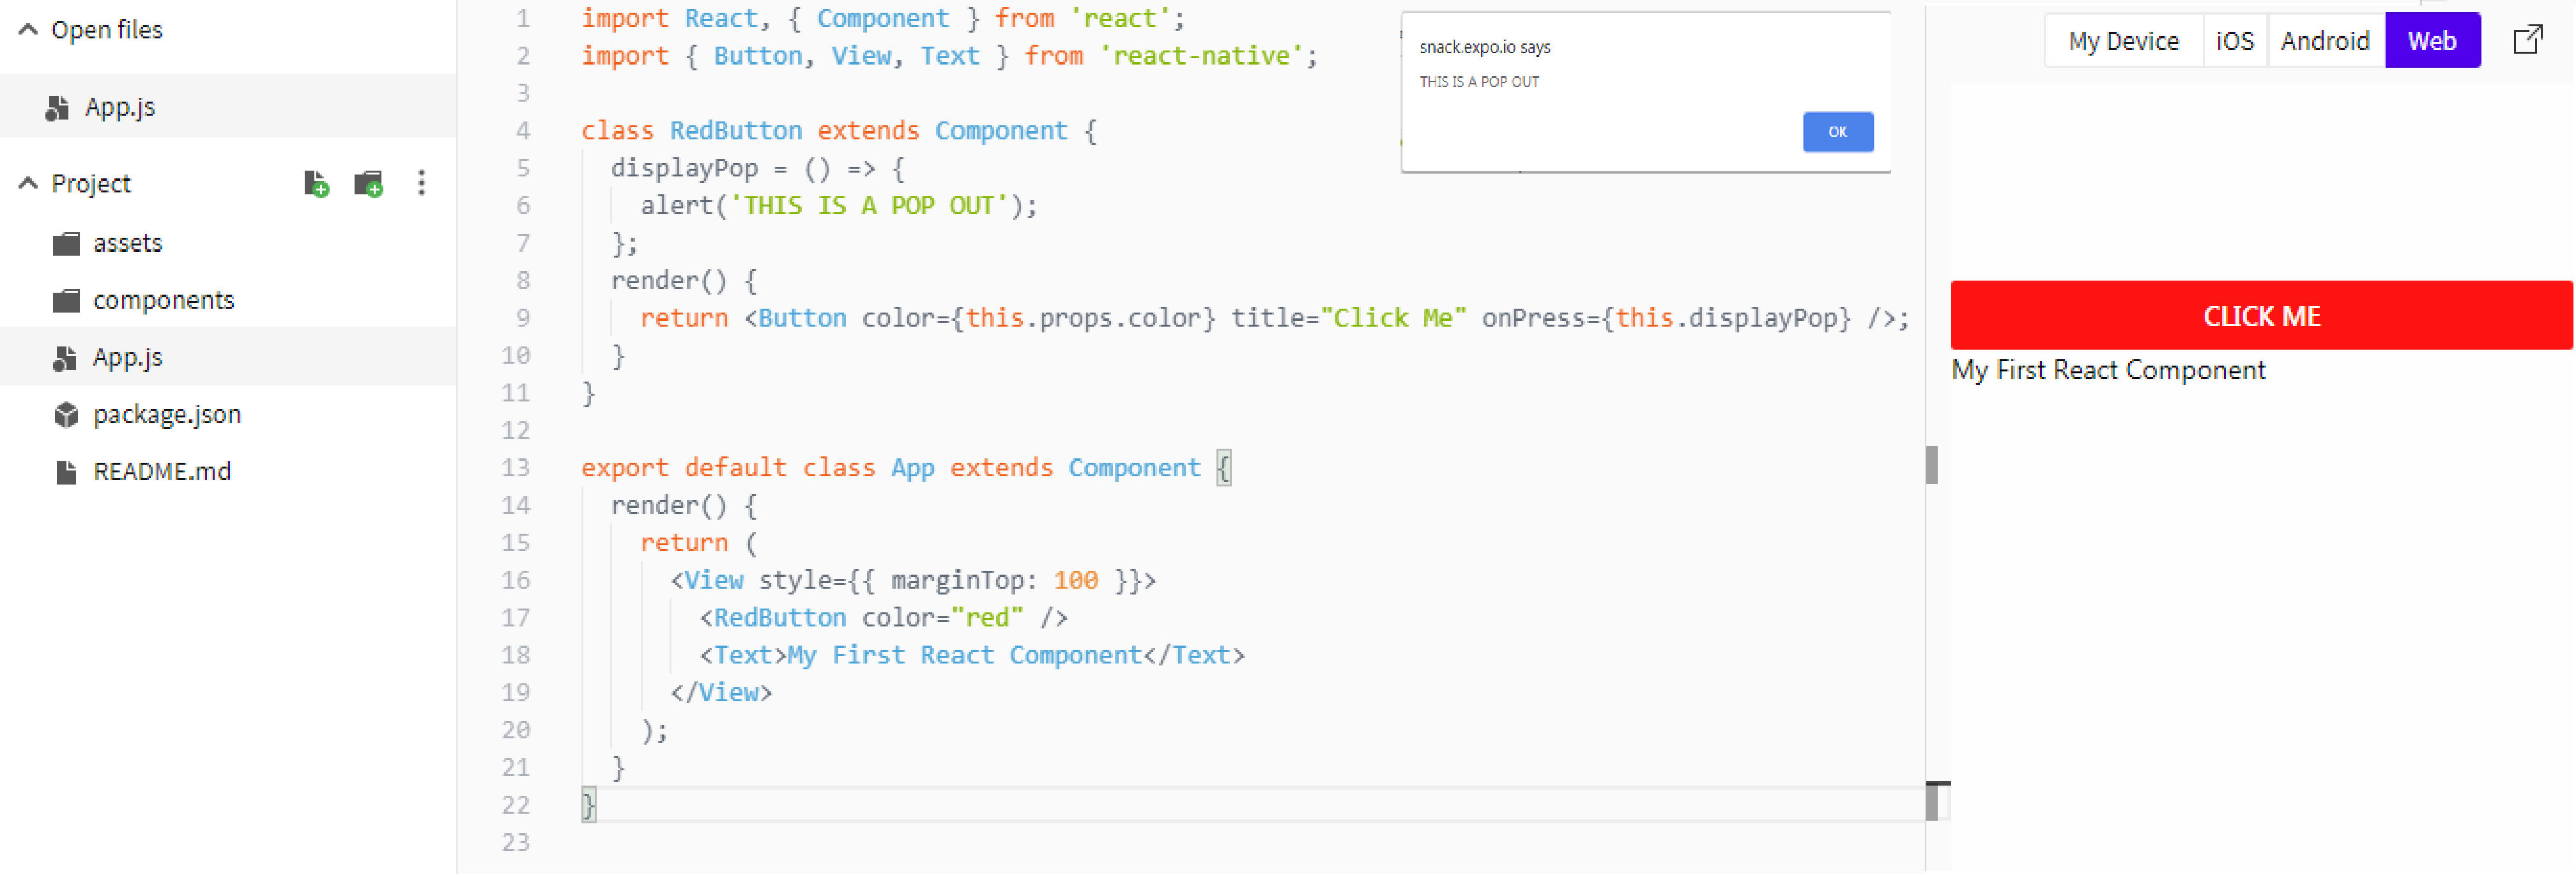 Open files
App.js
Project
assets
components
App.js
package.json
README.md
1 import React, { Component } from 'react';
2 import { Button, View, Text } from 'react-native';
3
4 class RedButton extends Component {
5   displayPop = () => {
6     alert('THIS IS A POP OUT');
7   };
8   render() {
9     return <Button color={this.props.color} title="Click Me" onPress={this.displayPop} />;
10   }
11 }
12
13 export default class App extends Component {
14   render() {
15     return (
16       <View style={{ marginTop: 100 }}>
17         <RedButton color="red" />
18         <Text>My First React Component</Text>
19       </View>
20     );
21   }
22 }
23
snack.expo.io says
THIS IS A POP OUT
OK
My Device iOS Android Web
CLICK ME
My First React Component